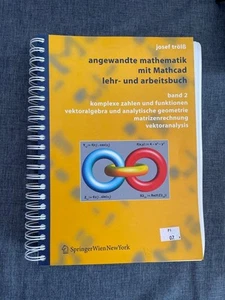 josef trölß
angewandte mathematik
mit Mathcad
lehr- und arbeitsbuch
band 2
komplexe zahlen und funktionen
vektoralgebra und analytische geometrie
matrizenrechnung
vektoranalysis
SpringerWienNewYork